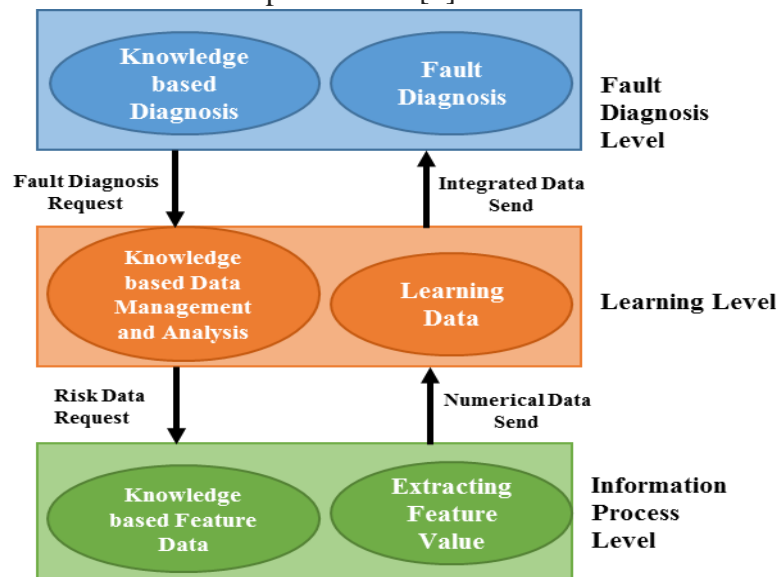 Knowledge
based
Diagnosis
Fault
Diagnosis
Fault
Diagnosis
Level
Fault Diagnosis
Request
Integrated Data
Send
Knowledge
based Data
Management
and Analysis
Learning
Data
Learning Level
Risk Data
Request
Numerical Data
Send
Knowledge
based Feature
Data
Extracting
Feature
Value
Information
Process
Level